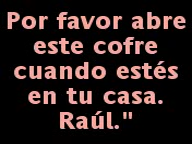 Por favor abre
este cofre
cuando estés
en tu casa.
Raúl."